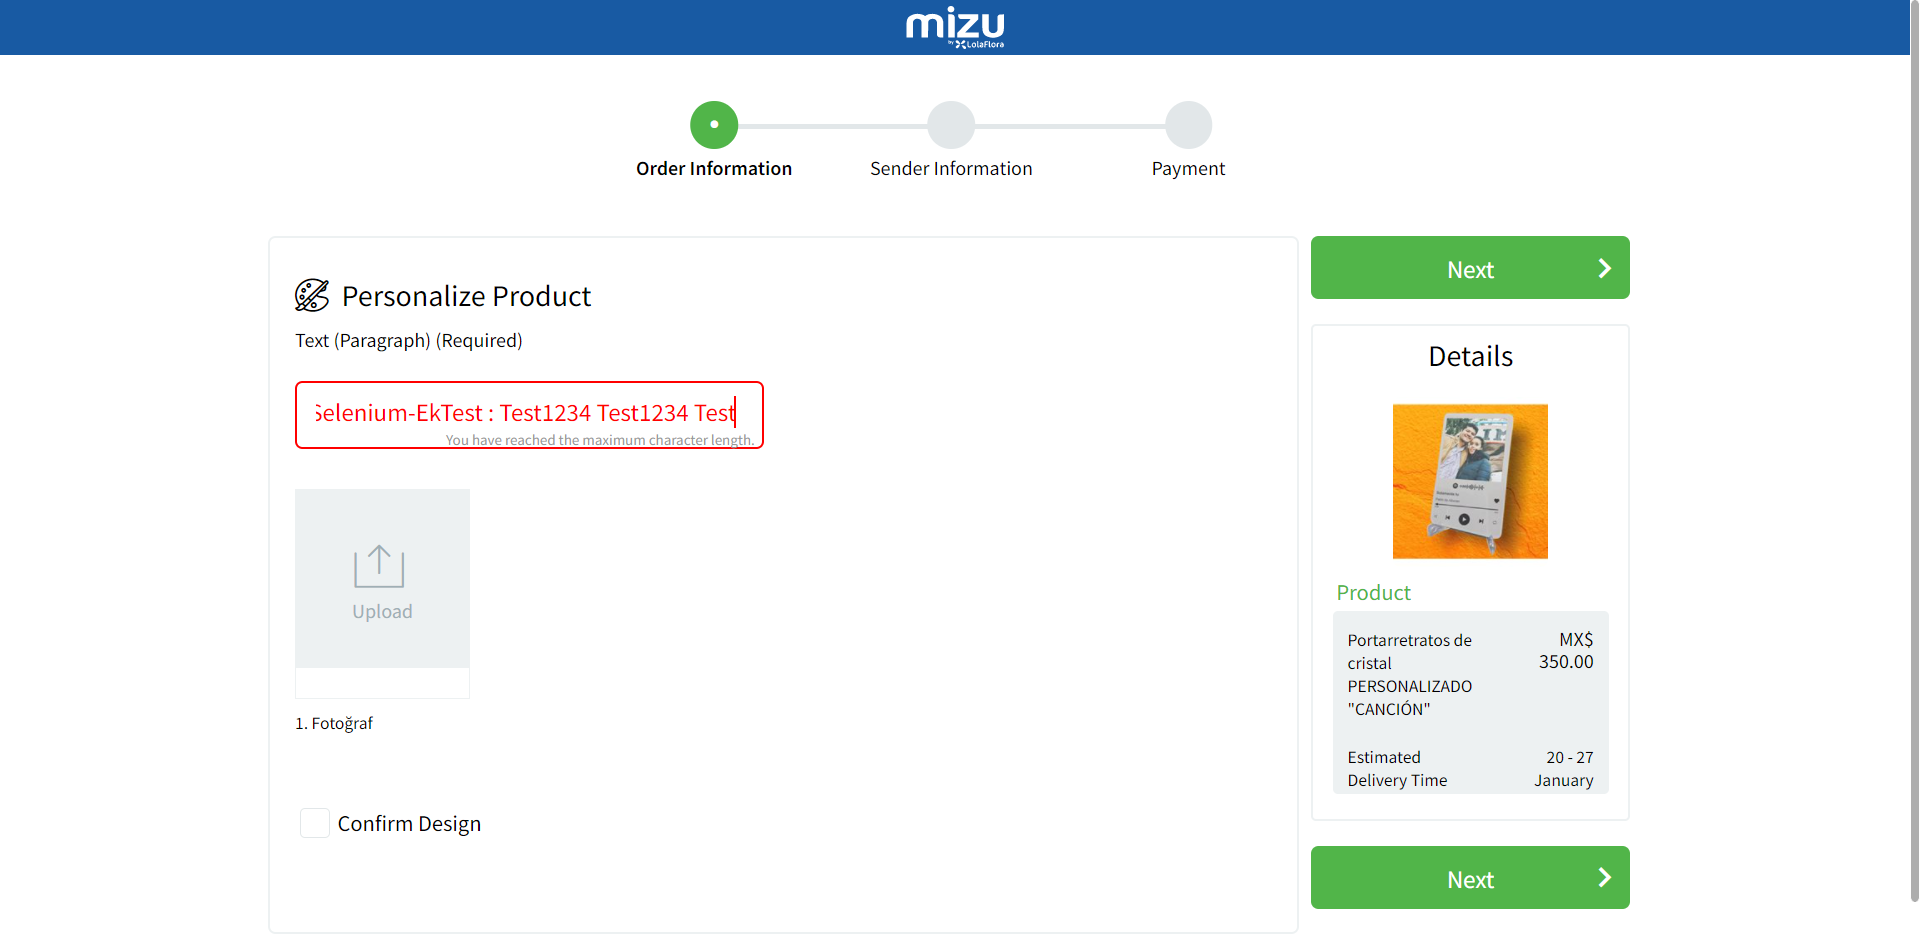 mizu
by LolaFlora
Order Information
Sender Information
Payment
Personalize Product
Text (Paragraph) (Required)
Selenium-EkTest : Test1234 Test1234 Test
You have reached the maximum character length.
Upload
1. Fotoğraf
Confirm Design
Next
Details
Product
Portarretratos de cristal PERSONALIZADO "CANCIÓN"
MX$ 350.00
Estimated Delivery Time
20 - 27 January
Next